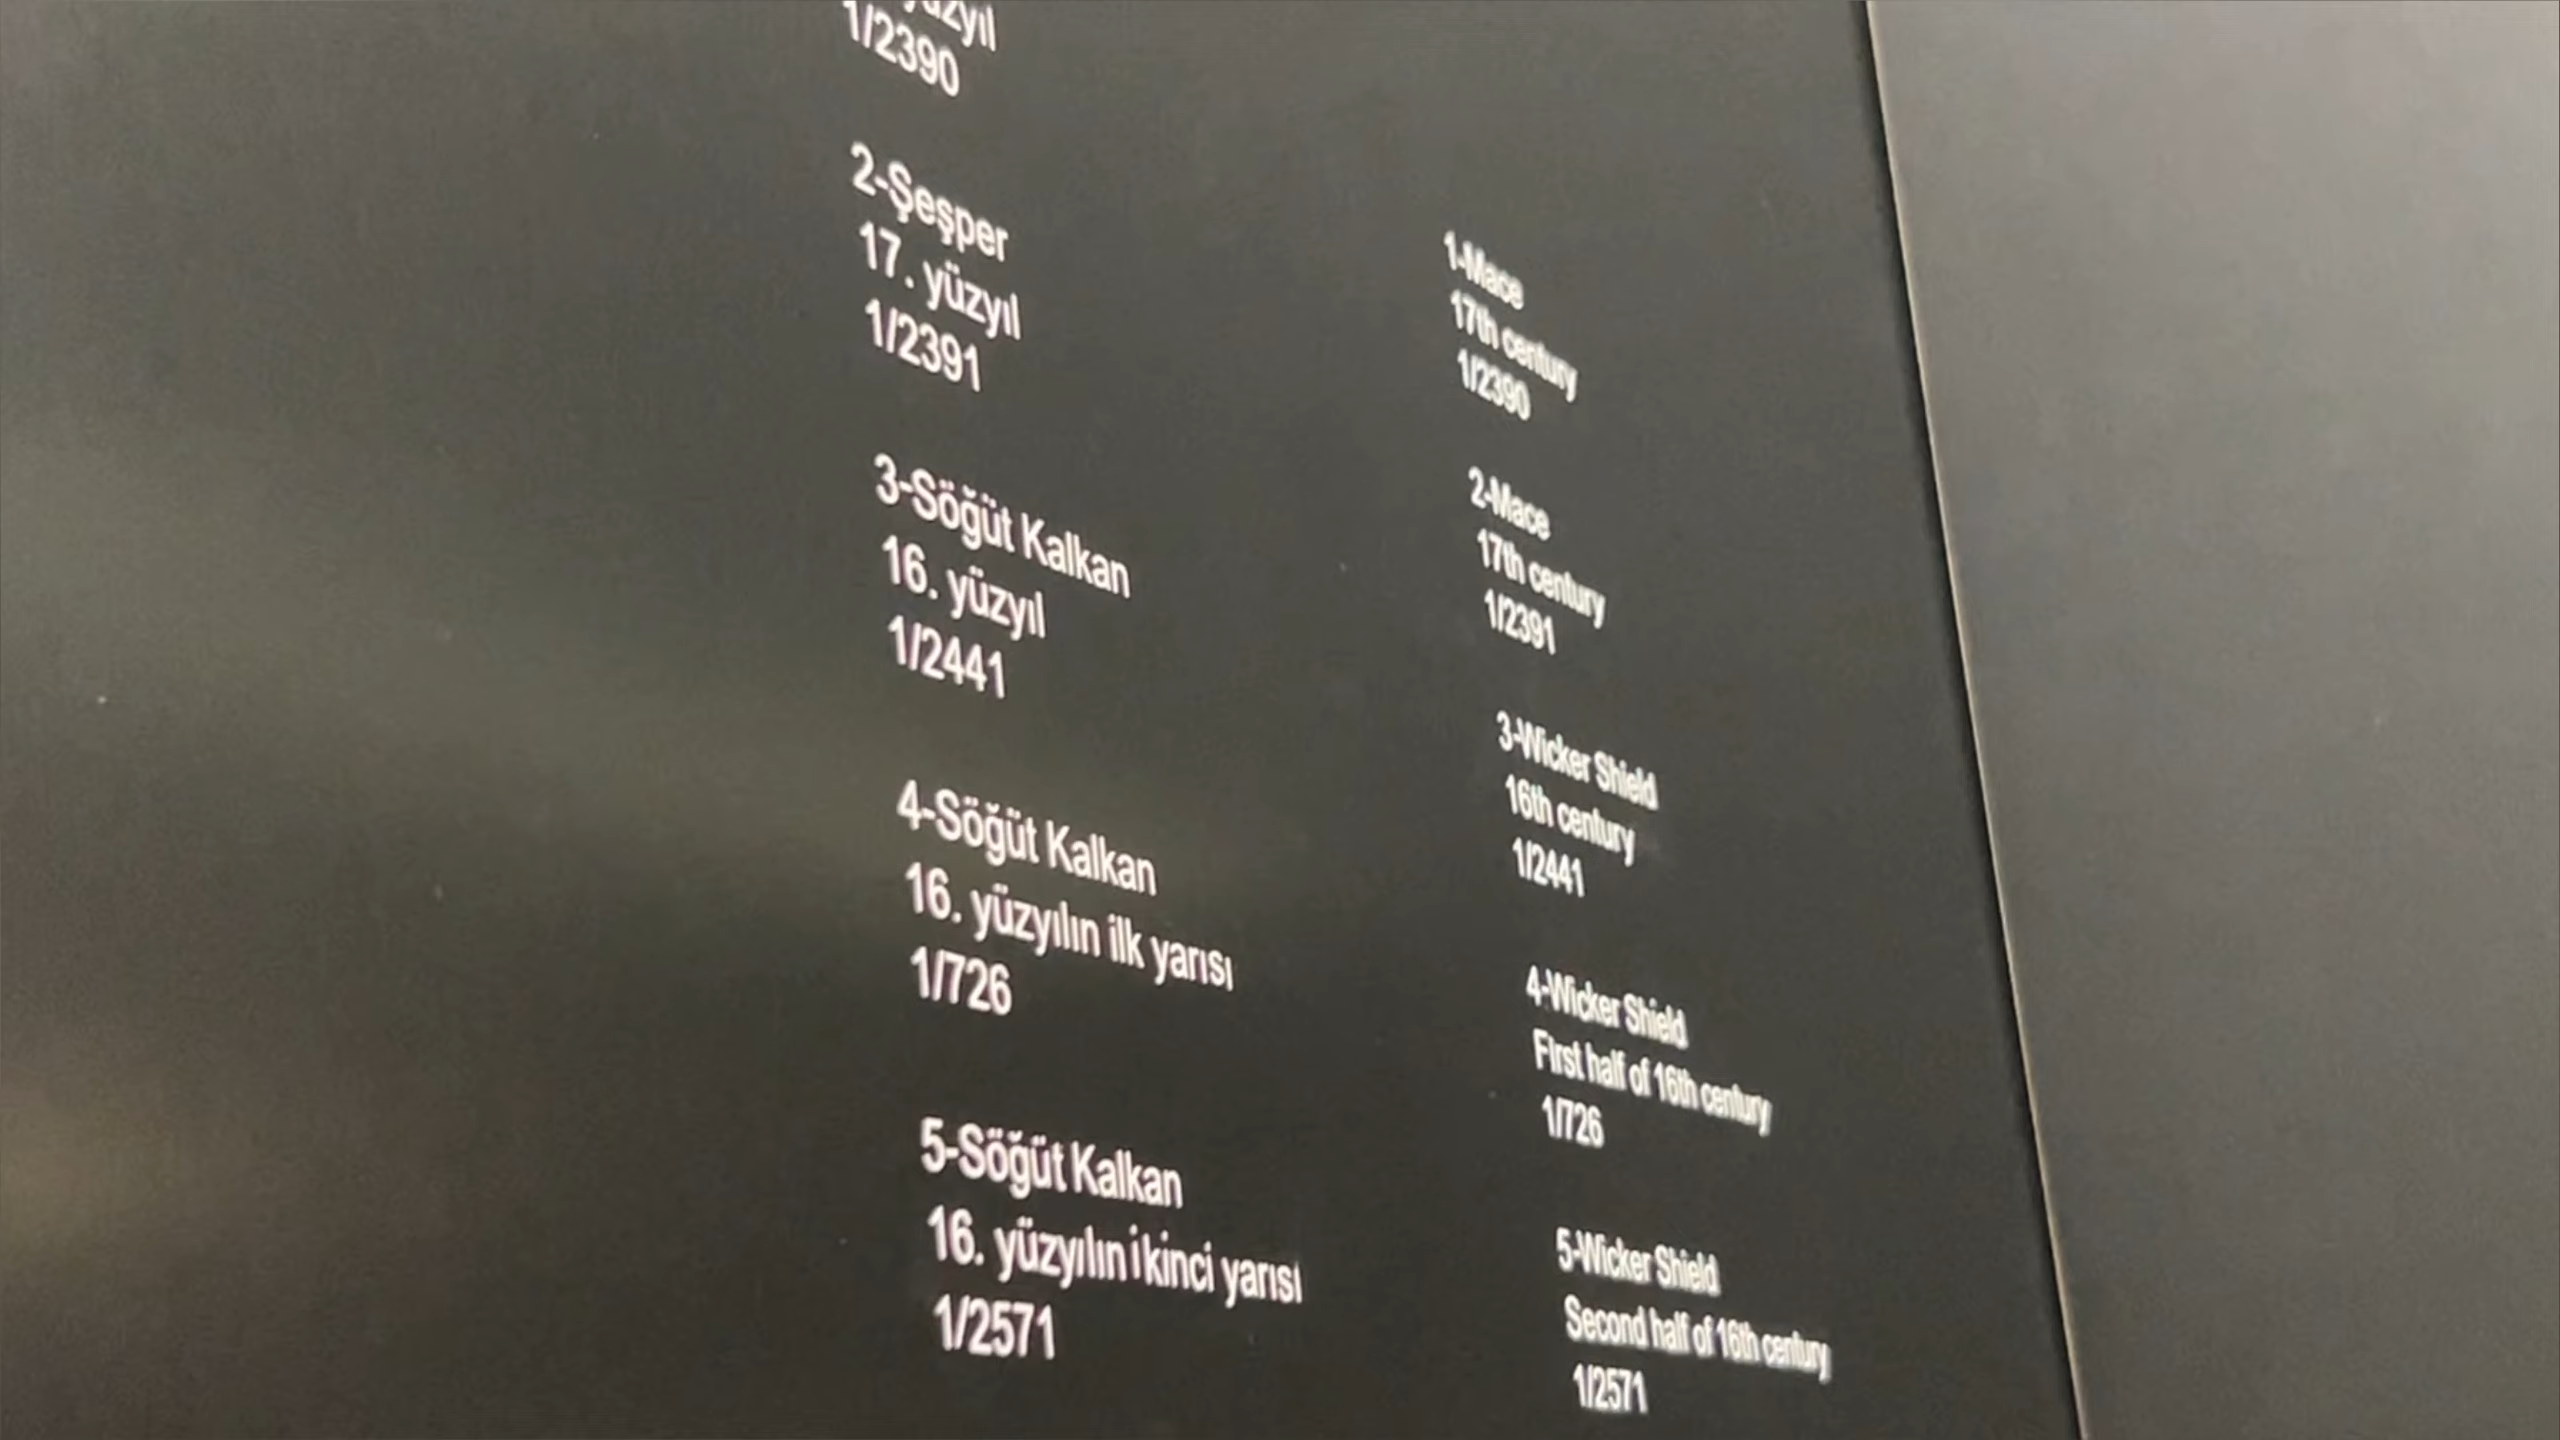 yüzyıl
1/2390
2-Şeşper
17. yüzyıl
1/2391
3-Söğüt Kalkan
16. yüzyıl
1/2441
4-Söğüt Kalkan
16. yüzyılın ilk yarısı
1/726
5-Söğüt Kalkan
16. yüzyılın ikinci yarısı
1/2571
1-Mace
17th century
1/2390
2-Mace
17th century
1/2391
3-Wicker Shield
16th century
1/2441
4-Wicker Shield
First half of 16th century
1/726
5-Wicker Shield
Second half of 16th century
1/2571